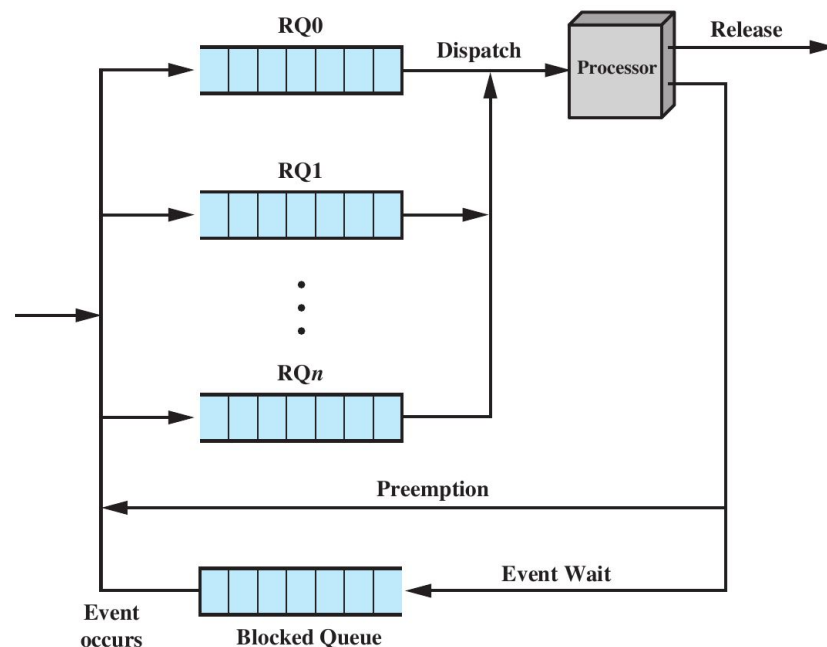 RQ0
Dispatch
Release
Processor
RQ1
RQn
Preemption
Event Wait
Event
occurs
Blocked Queue